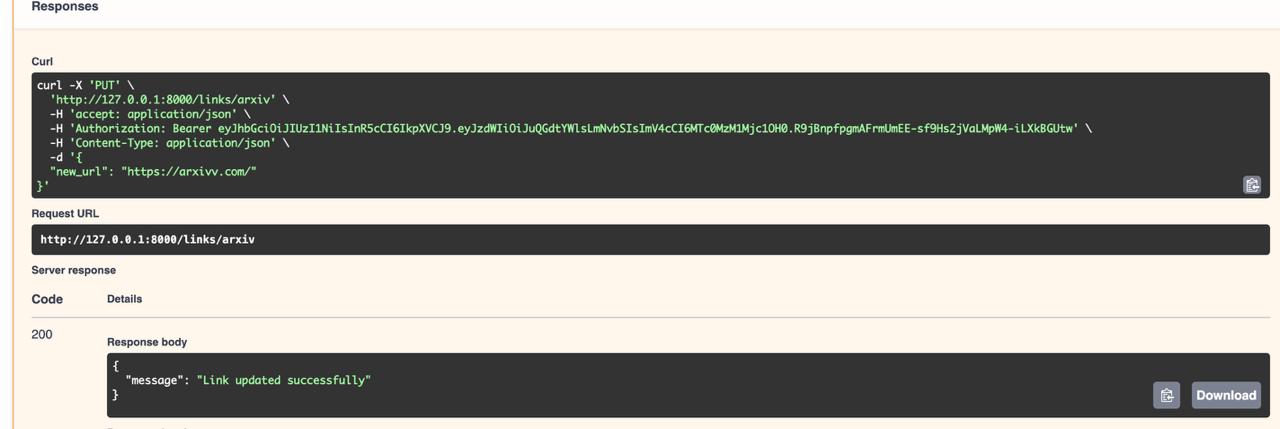 Responses
Curl
curl -X 'PUT' \
'http://127.0.0.1:8000/links/arxiv' \
-H 'accept: application/json' \
-H 'Authorization: Bearer eyJhbGciOiJIUzI1NiIsInR5cCI6IkpXVCJ9.eyJzdWIiOiJuQGdtYWlsLmNvbSIsImV4cCI6MTc0MzM1Mjc1OH0.R9jBnpfpgmAFrmUmEE-sf9Hs2jVaLMpW4-iLXkBGUtw' \
-H 'Content-Type: application/json' \
-d '{
"new_url": "https://arxivv.com/"
}'
Request URL
http://127.0.0.1:8000/links/arxiv
Server response
Code Details
200
Response body
{
"message": "Link updated successfully"
}
Download